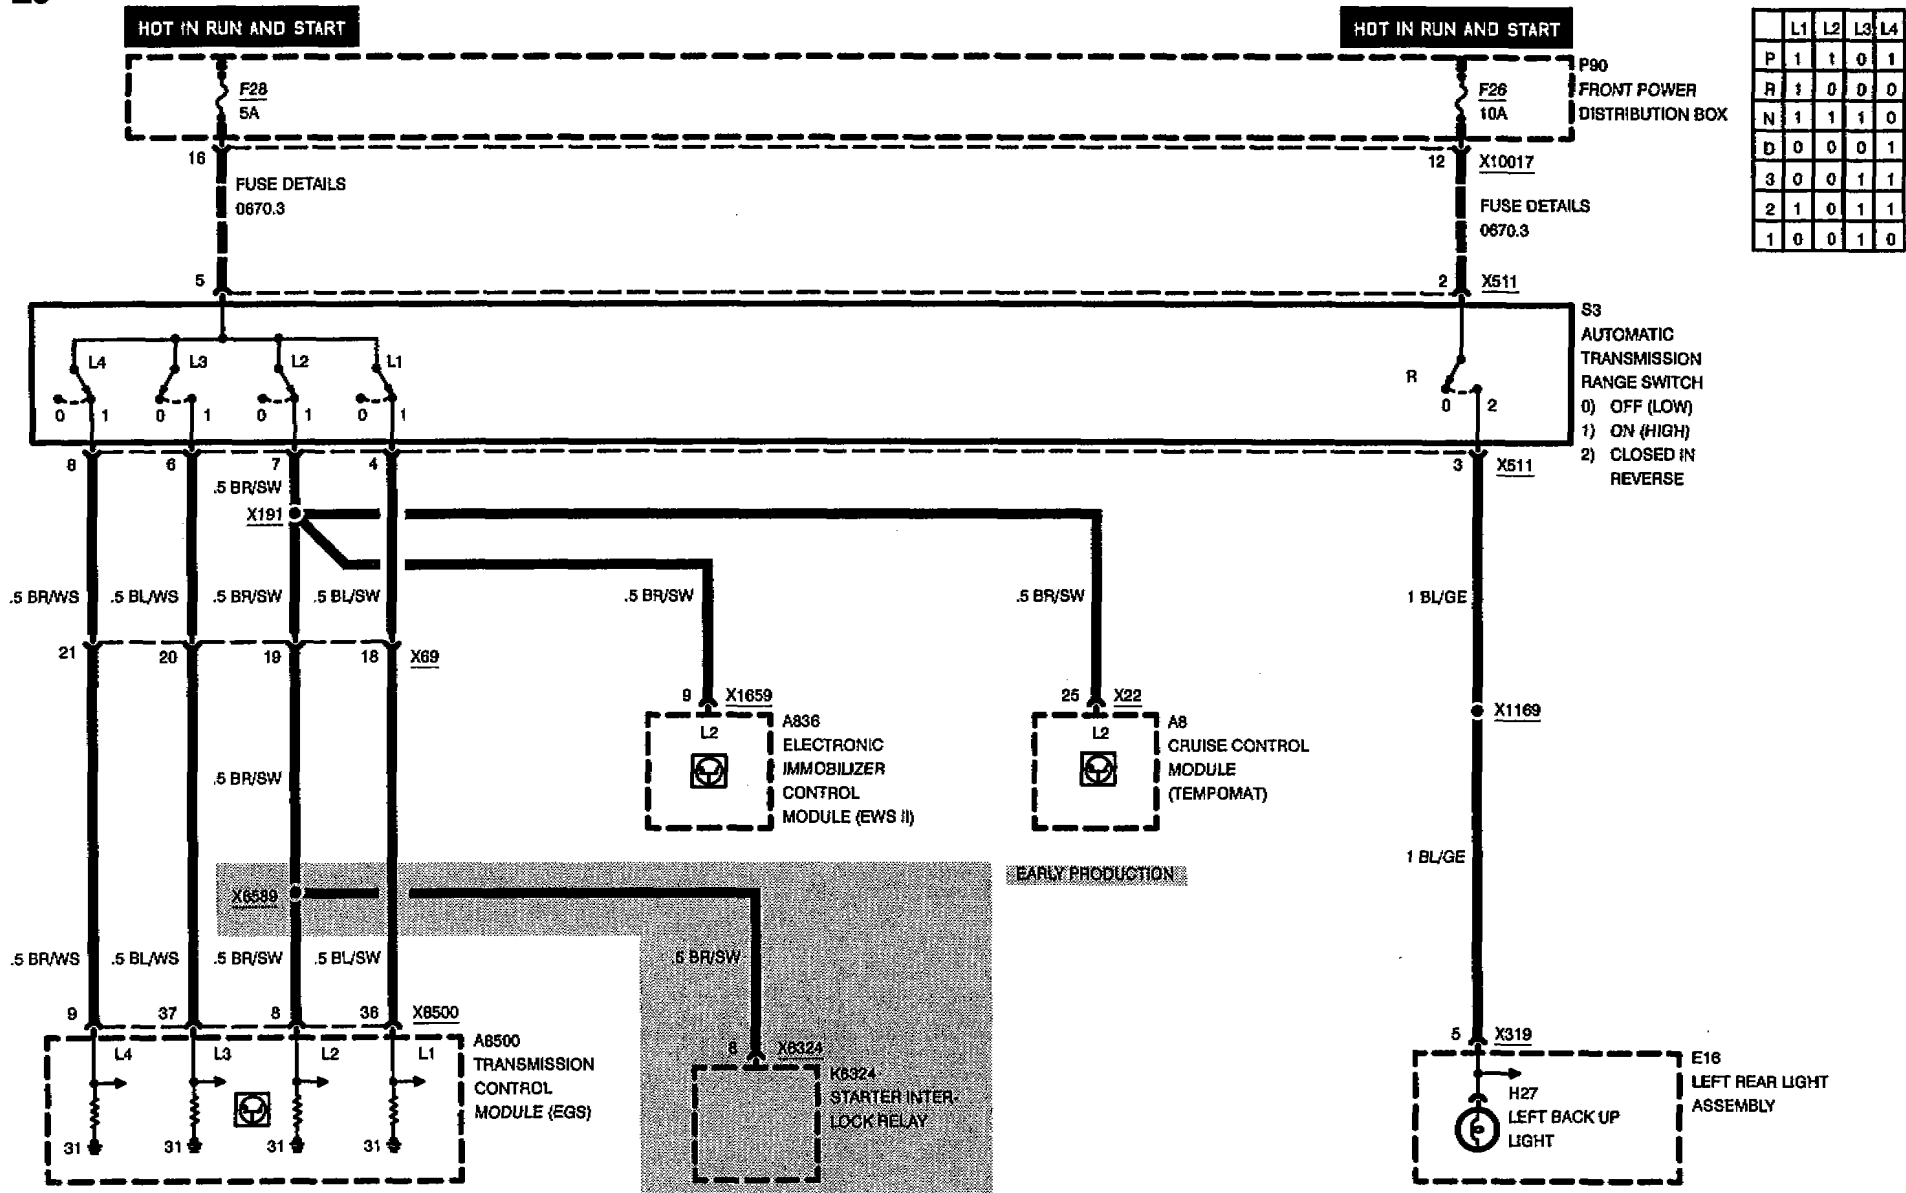 HOT IN RUN AND START
HOT IN RUN AND START
L1 L2 L3 L4
P 1 1 0 1
R 1 0 0 0
N 1 1 1 0
D 0 0 0 1
3 0 0 1 1
2 1 0 1 1
1 0 0 1 0
F28
5A
F26
10A
P90
FRONT POWER
DISTRIBUTION BOX
16
12 X10017
FUSE DETAILS
0670.3
FUSE DETAILS
0670.3
5
2 X511
L4 L3 L2 L1
0 1 0 1 0 1 0 1
R
0 2
S3
AUTOMATIC
TRANSMISSION
RANGE SWITCH
0) OFF (LOW)
1) ON (HIGH)
2) CLOSED IN
REVERSE
8 6 7 4
3 X511
.5 BR/SW
X191
.5 BR/WS .5 BL/WS .5 BR/SW .5 BL/SW .5 BR/SW .5 BR/SW 1 BL/GE
21 20 19 18 X69
9 X1659
25 X22
X1169
L2
A836
ELECTRONIC
IMMOBILIZER
CONTROL
MODULE (EWS II)
L2
A8
CRUISE CONTROL
MODULE
(TEMPOMAT)
.5 BR/SW
1 BL/GE
EARLY PRODUCTION
X8589
.5 BR/WS .5 BL/WS .5 BR/SW .5 BL/SW .5 BR/SW
9 37 8 36 X8500
L4 L3 L2 L1
31 31 31 31
A8500
TRANSMISSION
CONTROL
MODULE (EGS)
8 X6324
K6324
STARTER INTER-
LOCK RELAY
5 X319
E16
LEFT REAR LIGHT
ASSEMBLY
H27
LEFT BACK UP
LIGHT